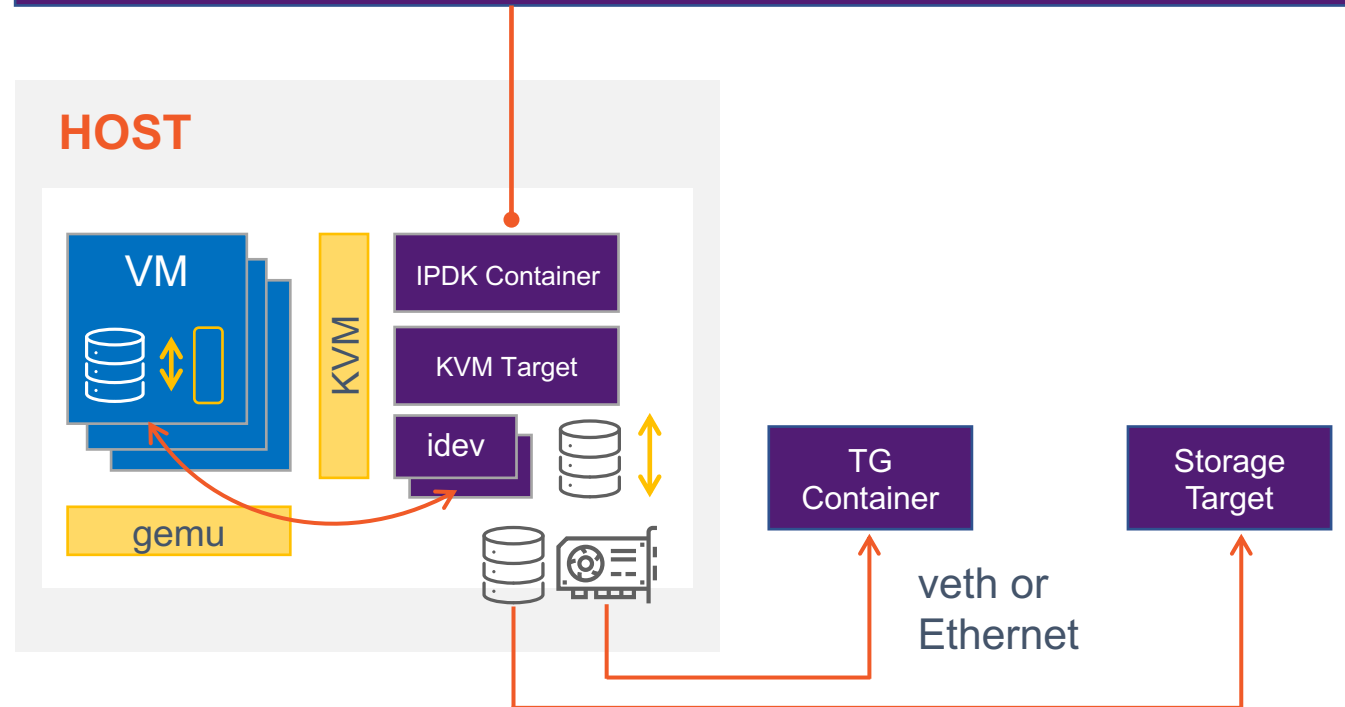 HOST
VM
KVM
IPDK Container
KVM Target
idev
gemu
TG
Container
Storage
Target
veth or
Ethernet